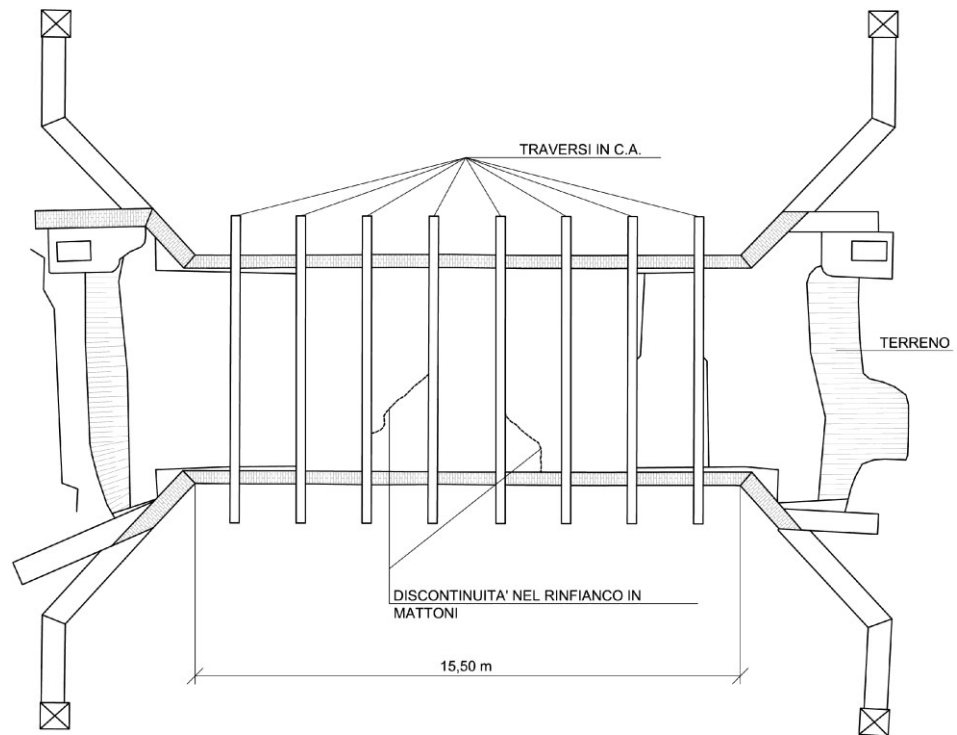 TRAVERSI IN C.A.
TERRENO
DISCONTINUITA' NEL RINFIANCO IN
MATTONI
15,50 m